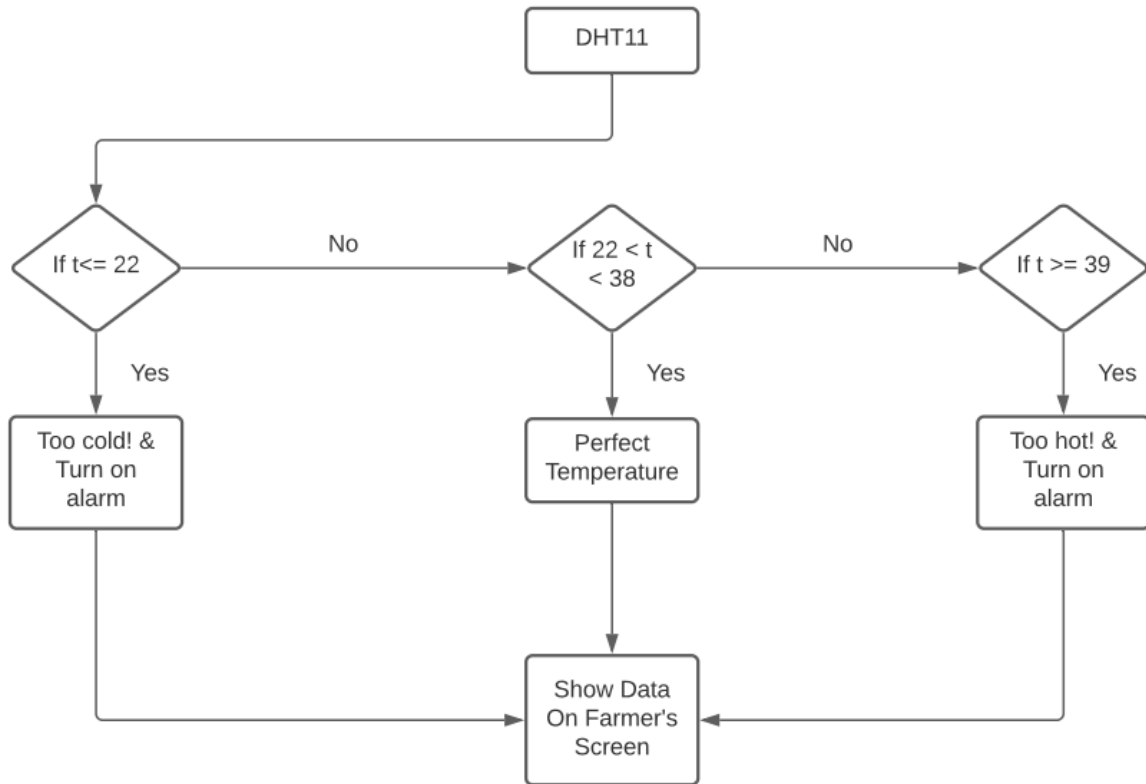 DHT11
If t<= 22
No
If 22 < t
< 38
No
If t >= 39
Yes
Yes
Yes
Too cold! &
Turn on
alarm
Perfect
Temperature
Too hot! &
Turn on
alarm
Show Data
On Farmer's
Screen